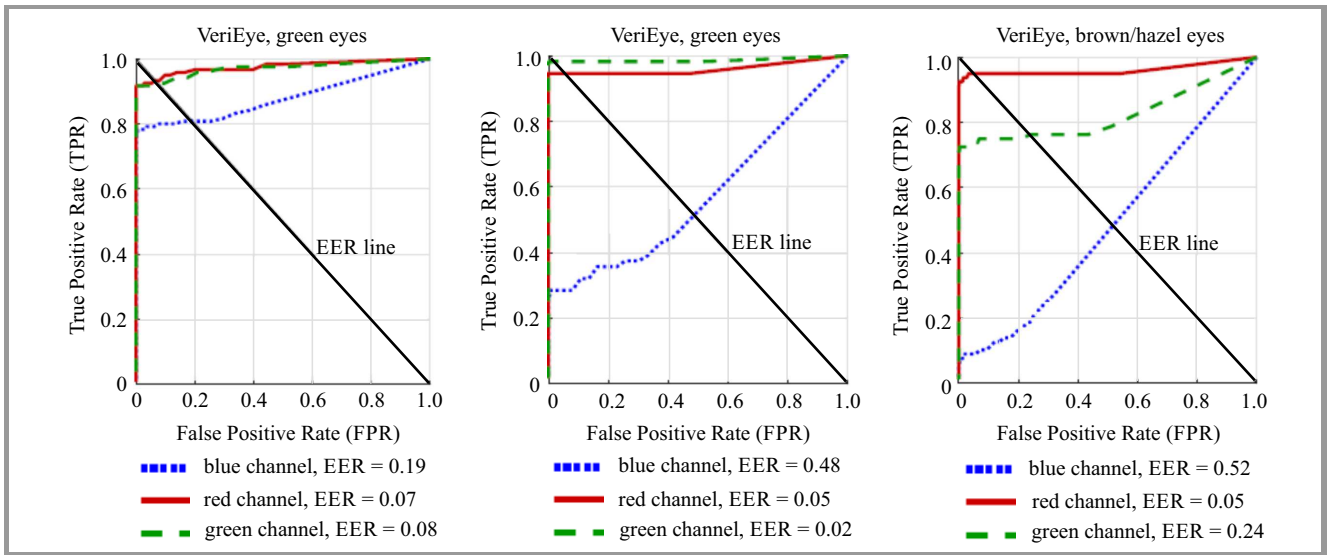 VeriEye, green eyes
True Positive Rate (TPR)
1.0
0.8
0.6
0.4
0.2
0
EER line
0 0.2 0.4 0.6 0.8 1.0
False Positive Rate (FPR)
blue channel, EER = 0.19
red channel, EER = 0.07
green channel, EER = 0.08
VeriEye, green eyes
True Positive Rate (TPR)
1.0
0.8
0.6
0.4
0.2
0
EER line
0 0.2 0.4 0.6 0.8 1.0
False Positive Rate (FPR)
blue channel, EER = 0.48
red channel, EER = 0.05
green channel, EER = 0.02
VeriEye, brown/hazel eyes
True Positive Rate (TPR)
1.0
0.8
0.6
0.4
0.2
0
EER line
0 0.2 0.4 0.6 0.8 1.0
False Positive Rate (FPR)
blue channel, EER = 0.52
red channel, EER = 0.05
green channel, EER = 0.24